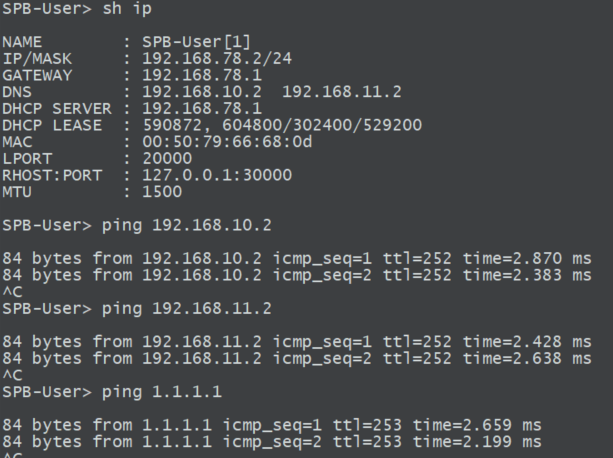 SPB-User> sh ip
NAME : SPB-User[1]
IP/MASK : 192.168.78.2/24
GATEWAY : 192.168.78.1
DNS : 192.168.10.2 192.168.11.2
DHCP SERVER : 192.168.78.1
DHCP LEASE : 590872, 604800/302400/529200
MAC : 00:50:79:66:68:0d
LPORT : 20000
RHOST:PORT : 127.0.0.1:30000
MTU : 1500
SPB-User> ping 192.168.10.2
84 bytes from 192.168.10.2 icmp_seq=1 ttl=252 time=2.870 ms
84 bytes from 192.168.10.2 icmp_seq=2 ttl=252 time=2.383 ms
^C
SPB-User> ping 192.168.11.2
84 bytes from 192.168.11.2 icmp_seq=1 ttl=252 time=2.428 ms
84 bytes from 192.168.11.2 icmp_seq=2 ttl=252 time=2.638 ms
^C
SPB-User> ping 1.1.1.1
84 bytes from 1.1.1.1 icmp_seq=1 ttl=253 time=2.659 ms
84 bytes from 1.1.1.1 icmp_seq=2 ttl=253 time=2.199 ms
^C